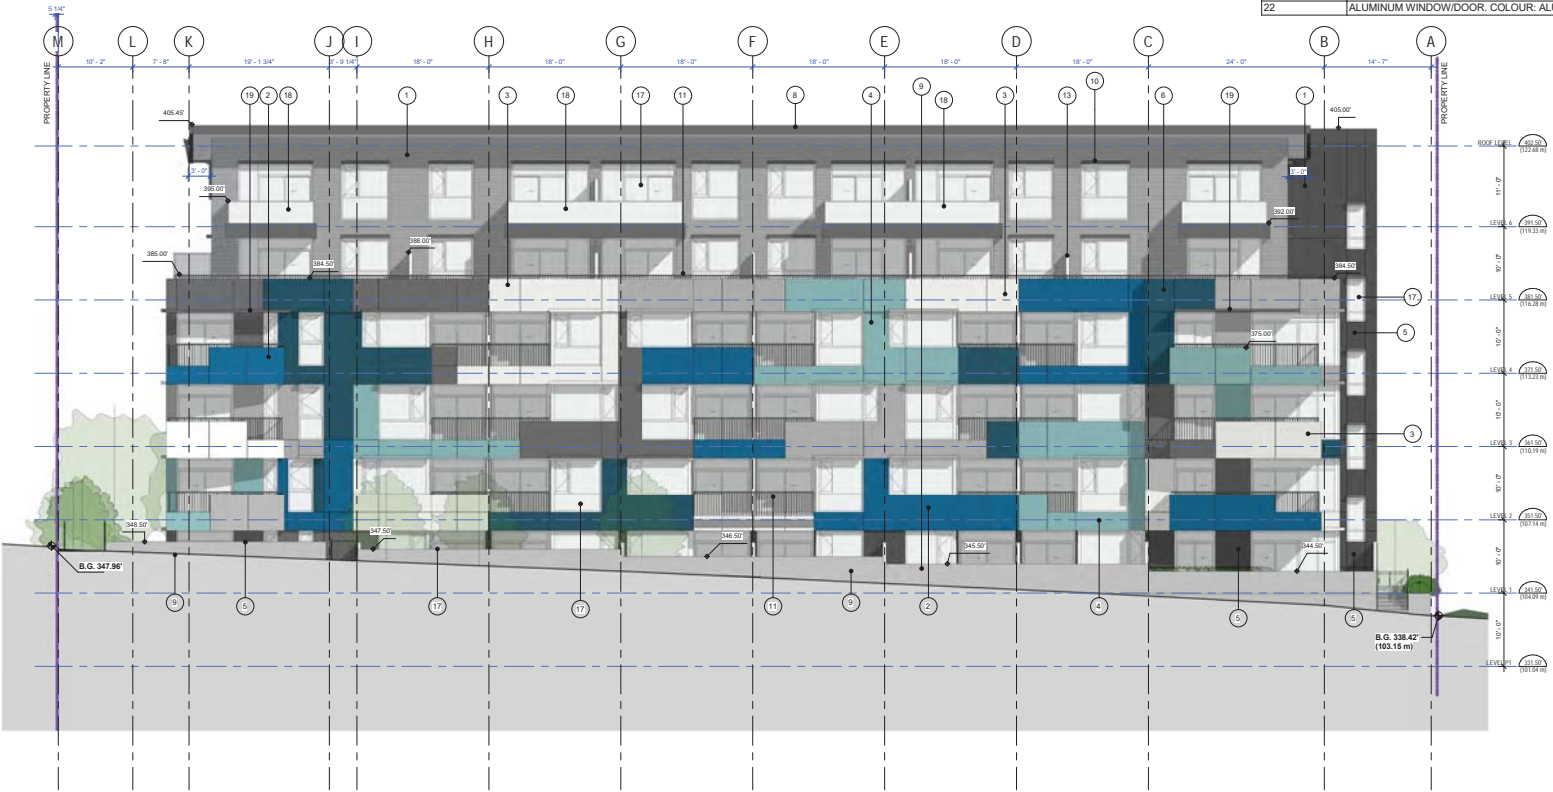 22 ALUMINUM WINDOW/DOOR. COLOUR: ALU
5 1/4"
M L K J I H G F E D C B A
10' - 2" 7' - 8" 19' - 1 3/4" 3' - 9 1/4" 18' - 0" 18' - 0" 18' - 0" 18' - 0" 18' - 0" 18' - 0" 24' - 0" 14' - 7"
PROPERTY LINE
PROPERTY LINE
19 2 18 1 3 18 17 11 8 4 9 18 3 10 13 6 19 1
405.45'
405.00'
ROOF LEVEL 402.50'
(122.68 m)
3' - 0"
3' - 0"
11' - 0"
395.00'
392.00'
LEVEL 6 391.50'
(119.33 m)
388.00'
385.00'
384.50'
384.50'
10' - 0"
17
LEVEL 5 381.50'
(116.28 m)
5
375.00'
10' - 0"
LEVEL 4 371.50'
(113.23 m)
10' - 0"
2
3
LEVEL 3 361.50'
(110.19 m)
10' - 0"
348.50'
347.50'
346.50'
345.50'
344.50'
LEVEL 2 351.50'
(107.14 m)
10' - 0"
B.G. 347.96'
LEVEL 1 341.50'
(104.09 m)
9 5 17 17 11 9 2 4 5 5
10' - 0"
B.G. 338.42'
(103.15 m)
LEVEL P1 331.50'
(101.04 m)